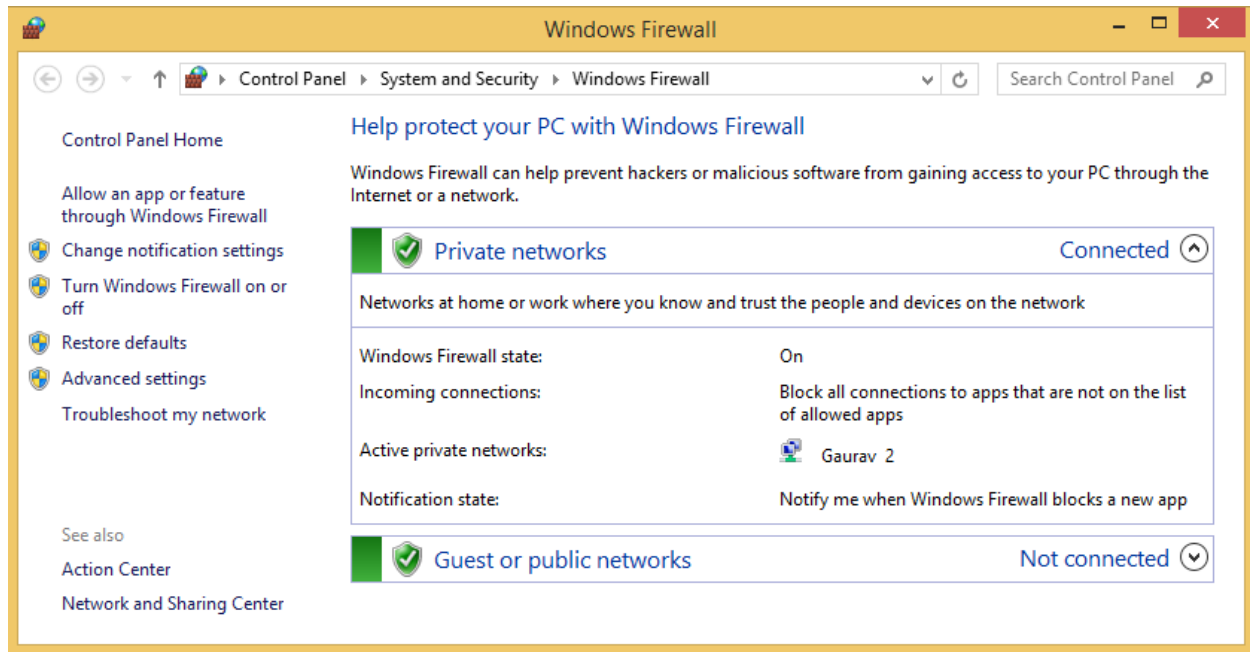 Windows Firewall
Control Panel System and Security Windows Firewall
Search Control Panel
Control Panel Home
Allow an app or feature
through Windows Firewall
Change notification settings
Turn Windows Firewall on or
off
Restore defaults
Advanced settings
Troubleshoot my network
See also
Action Center
Network and Sharing Center
Help protect your PC with Windows Firewall
Windows Firewall can help prevent hackers or malicious software from gaining access to your PC through the
Internet or a network.
Private networks Connected
Networks at home or work where you know and trust the people and devices on the network
Windows Firewall state: On
Incoming connections: Block all connections to apps that are not on the list
of allowed apps
Active private networks: Gaurav 2
Notification state: Notify me when Windows Firewall blocks a new app
Guest or public networks Not connected